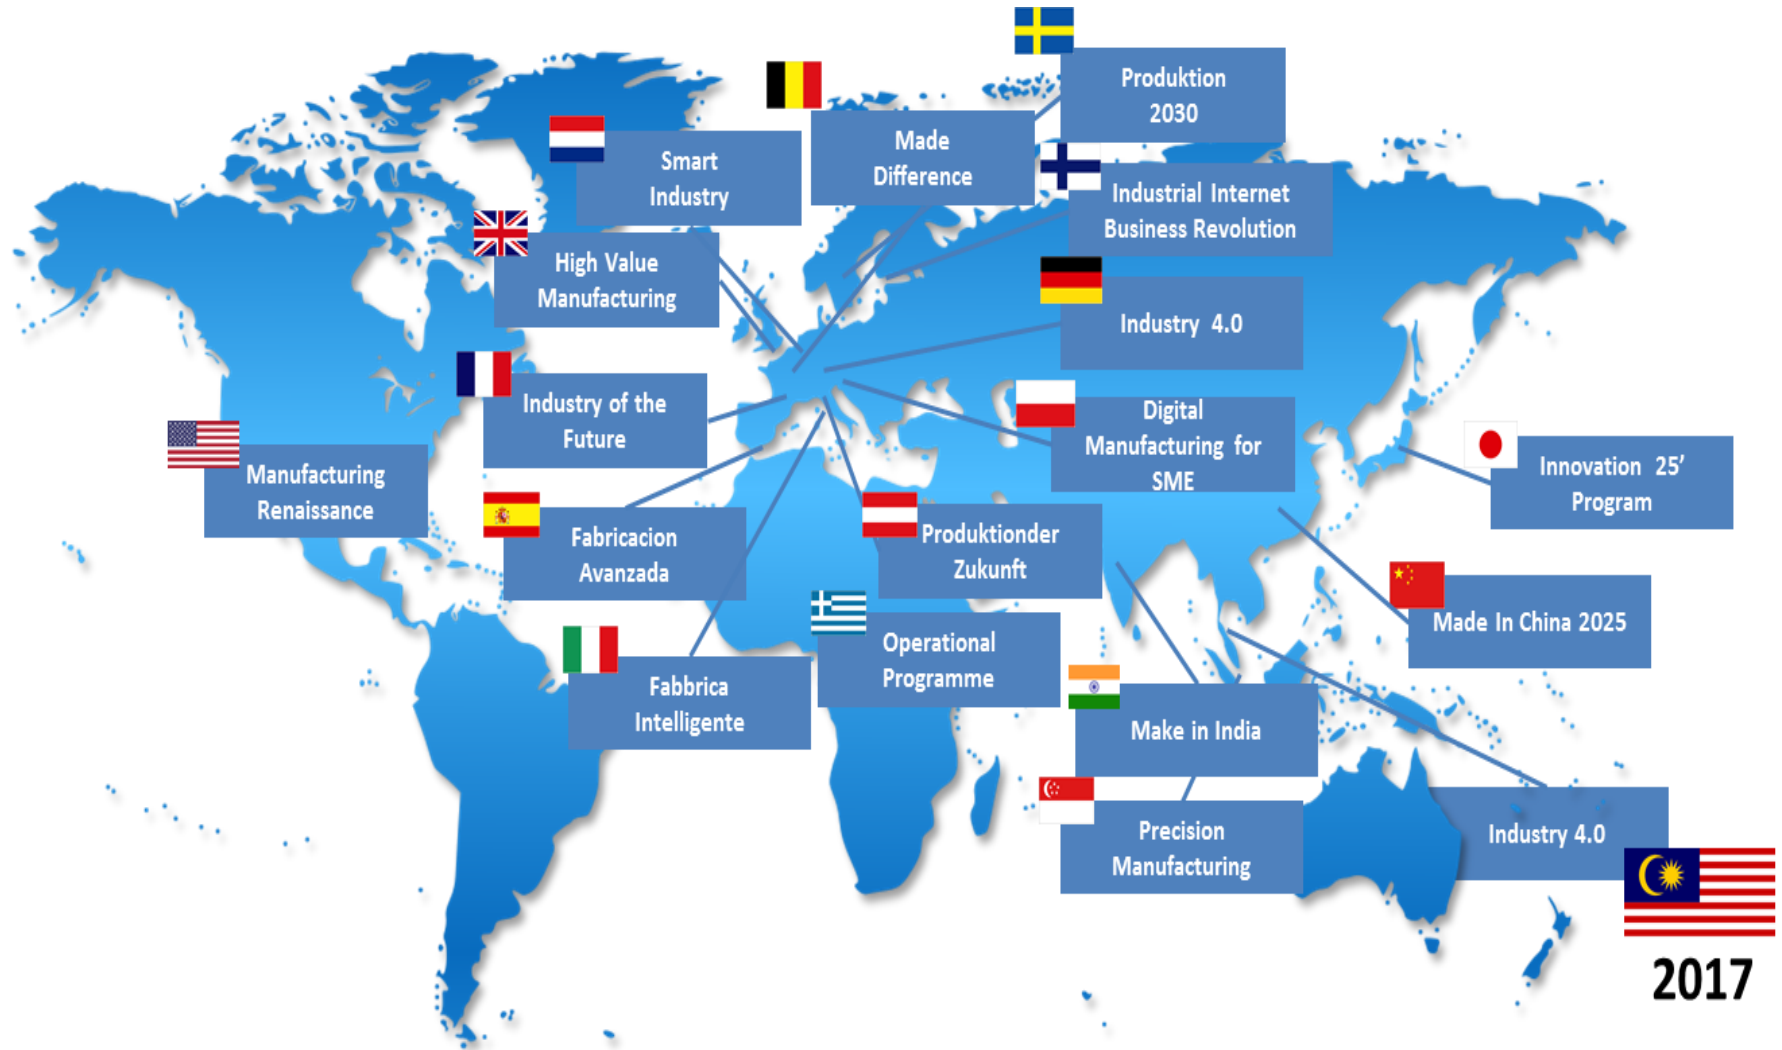 Produktion
2030
Made
Difference
Smart
Industry
Industrial Internet
Business Revolution
High Value
Manufacturing
Industry 4.0
Industry of the
Future
Digital
Manufacturing for
SME
Manufacturing
Renaissance
Innovation 25'
Program
Fabricacion
Avanzada
Produktionder
Zukunft
Made In China 2025
Operational
Programme
Fabbrica
Intelligente
Make in India
Precision
Manufacturing
Industry 4.0
2017